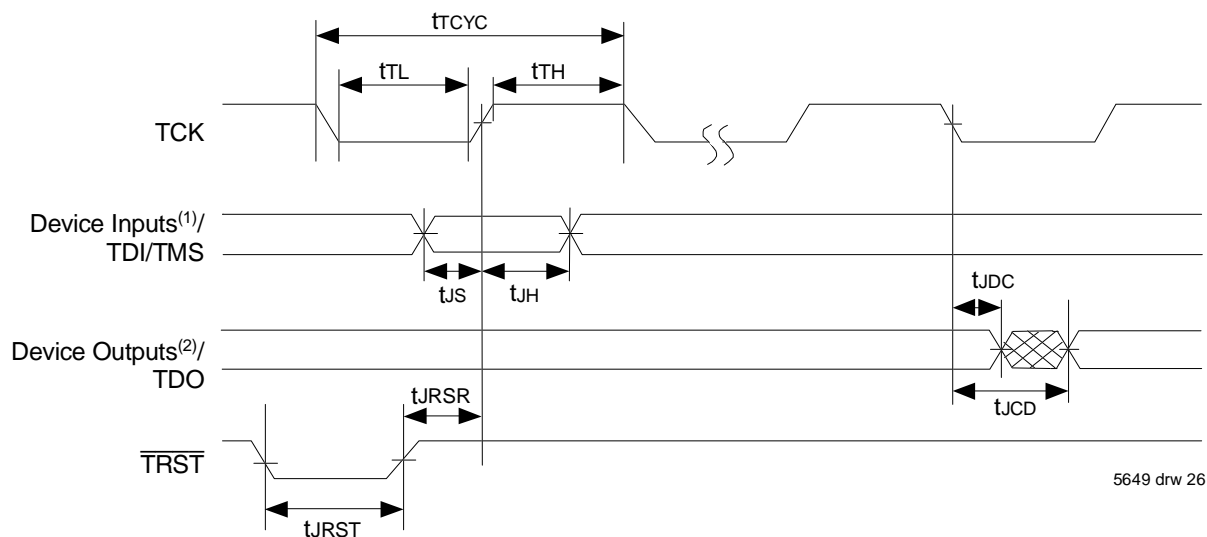 tTCYC
tTL
tTH
TCK
Device Inputs(1)/
TDI/TMS
tJS
tJH
tJDC
Device Outputs(2)/
TDO
tJRSR
tJCD
TRST
5649 drw 26
tJRST